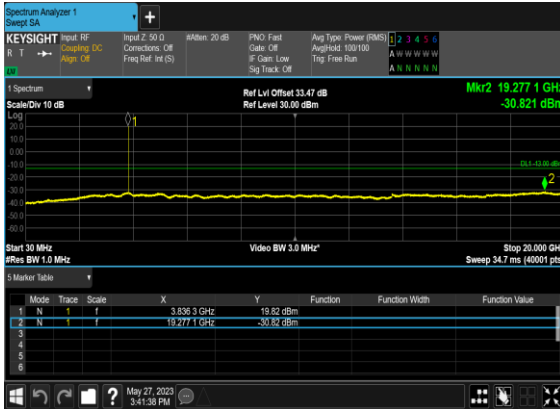 Spectrum Analyzer 1
Swept SA
+
KEYSIGHT Input: RF Input Z: 50 Ω #Atten: 20 dB PNO: Fast Avg Type: Power (RMS) 1 2 3 4 5 6
R T Coupling: DC Corrections: Off Gate: Off Avg|Hold: 100/100 A W W W W W
Align: Off Freq Ref: Int (S) IF Gain: Low Trig: Free Run
Sig Track: Off A N N N N N
1 Spectrum
Scale/Div 10 dB
Ref Lvl Offset 33.47 dB
Ref Level 30.00 dBm
Mkr2 19.277 1 GHz
-30.821 dBm
Log
1
20.0
10.0
0.00
-10.0
DL1 -13.00 dBm
-20.0
2
-30.0
-40.0
-50.0
-60.0
Start 30 MHz Video BW 3.0 MHz* Stop 20.000 GHz
#Res BW 1.0 MHz Sweep 34.7 ms (40001 pts)
5 Marker Table
Mode Trace Scale X Y Function Function Width Function Value
1 N 1 f 3.836 3 GHz 19.82 dBm
2 N 1 f 19.277 1 GHz -30.82 dBm
3
4
5
6
? May 27, 2023
3:41:38 PM